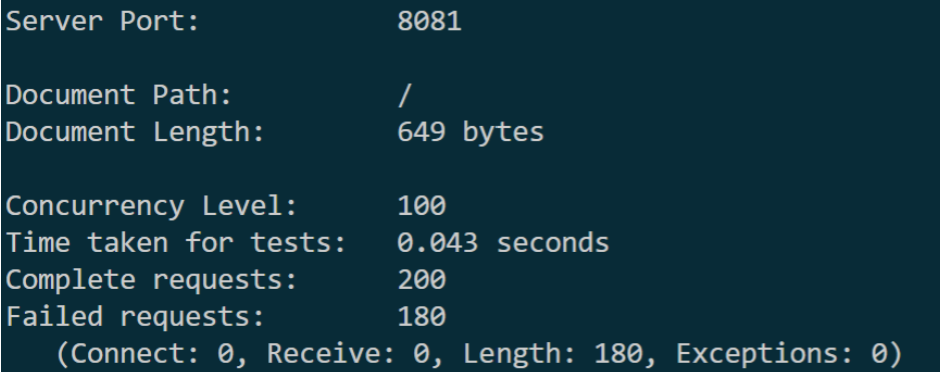 Server Port: 8081
Document Path: /
Document Length: 649 bytes
Concurrency Level: 100
Time taken for tests: 0.043 seconds
Complete requests: 200
Failed requests: 180
(Connect: 0, Receive: 0, Length: 180, Exceptions: 0)